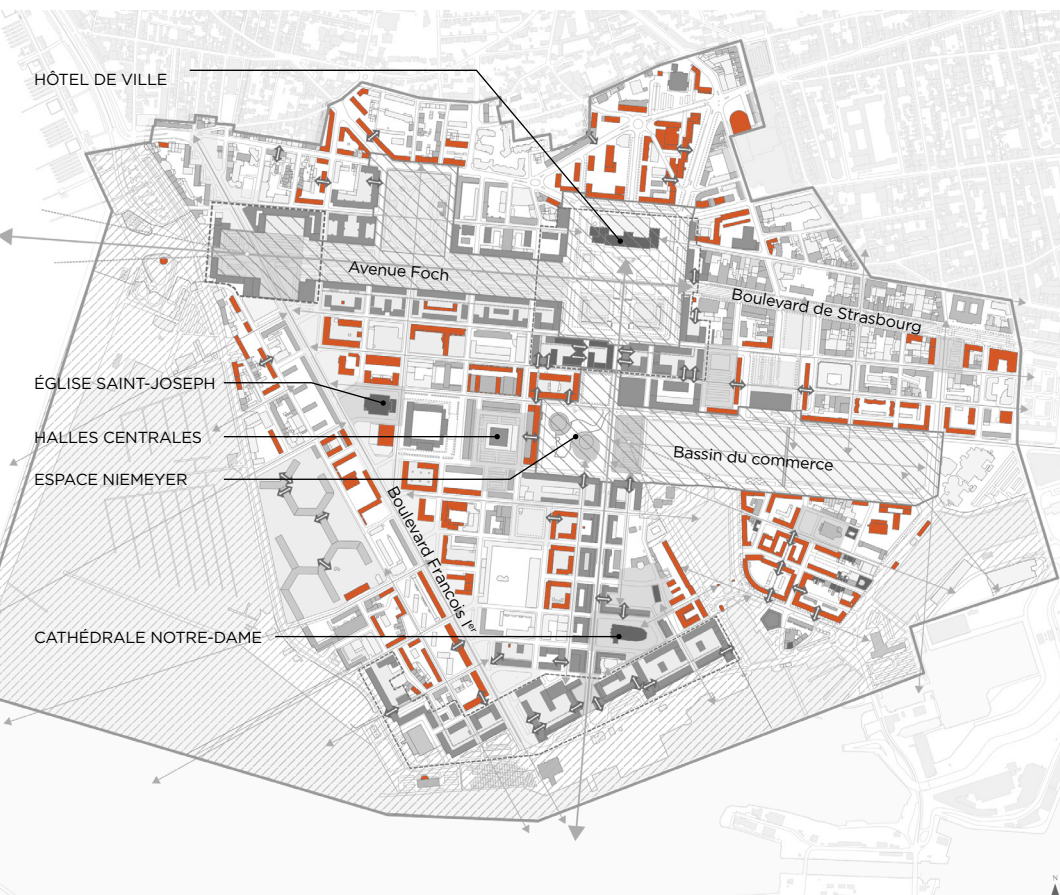 HÔTEL DE VILLE
Avenue Foch
Boulevard de Strasbourg
ÉGLISE SAINT-JOSEPH
HALLES CENTRALES
Bassin du commerce
ESPACE NIEMEYER
Boulevard François Ier
CATHÉDRALE NOTRE-DAME
N